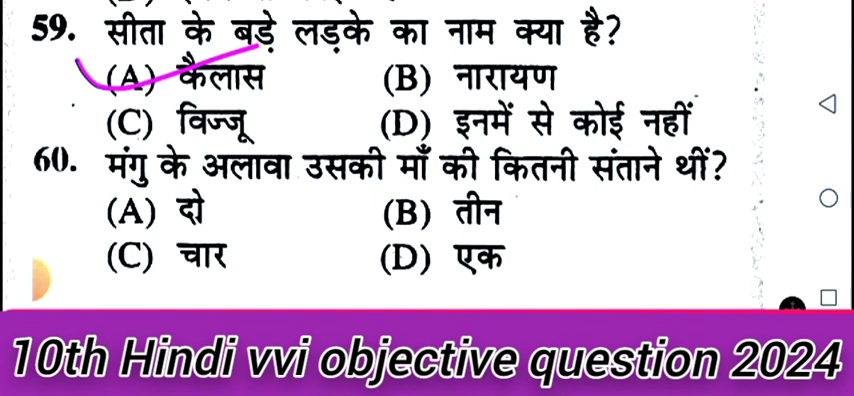 59. सीता के बड़े लड़के का नाम क्या है?
(A) कैलास (B) नारायण
(C) विज्जू (D) इनमें से कोई नहीं
60. मंगु के अलावा उसकी माँ की कितनी संताने थीं?
(A) दो (B) तीन
(C) चार (D) एक
10th Hindi vvi objective question 2024